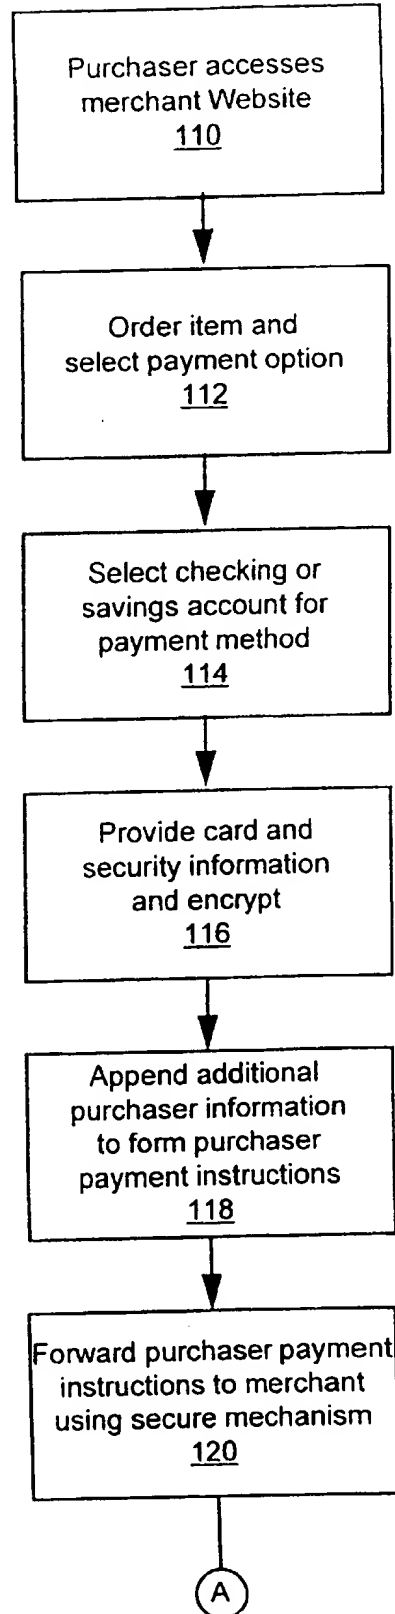 Purchaser accesses
merchant Website
110
Order item and
select payment option
112
Select checking or
savings account for
payment method
114
Provide card and
security information
and encrypt
116
Append additional
purchaser information
to form purchaser
payment instructions
118
Forward purchaser payment
instructions to merchant
using secure mechanism
120
A